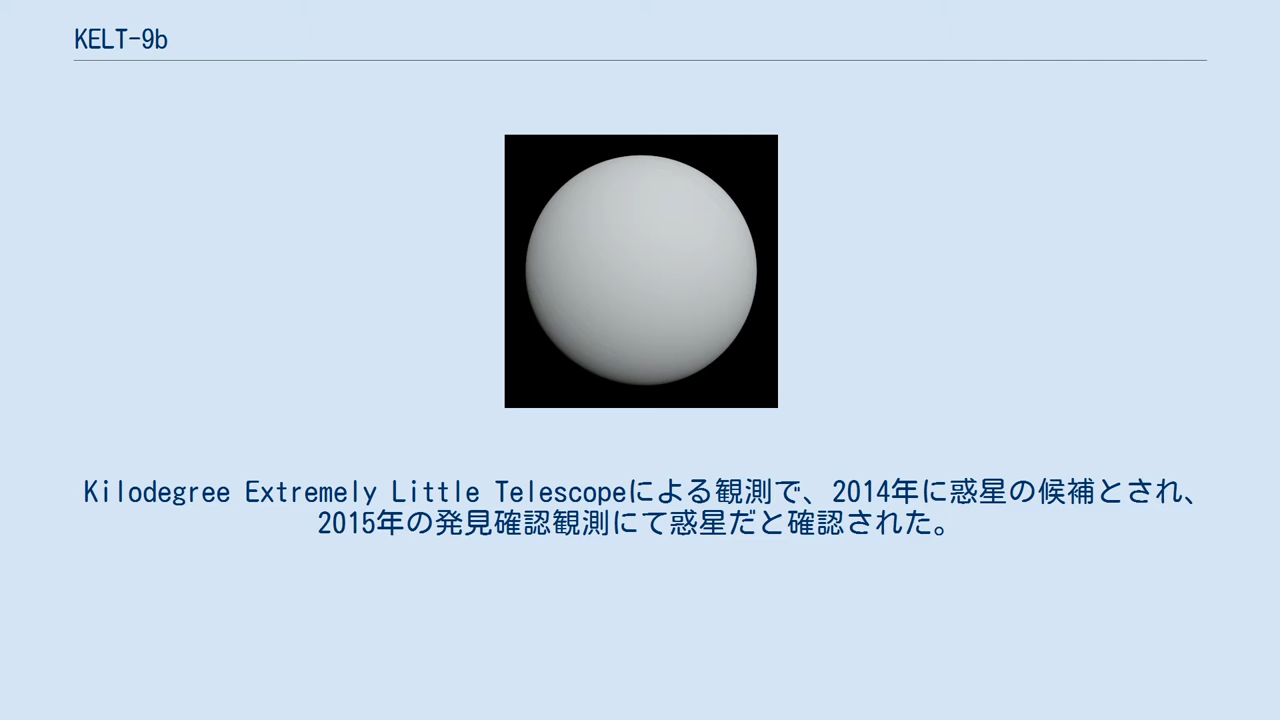 KELT-9b
Kilodegree Extremely Little Telescopeによる観測で、2014年に惑星の候補とされ、
2015年の発見確認観測にて惑星だと確認された。